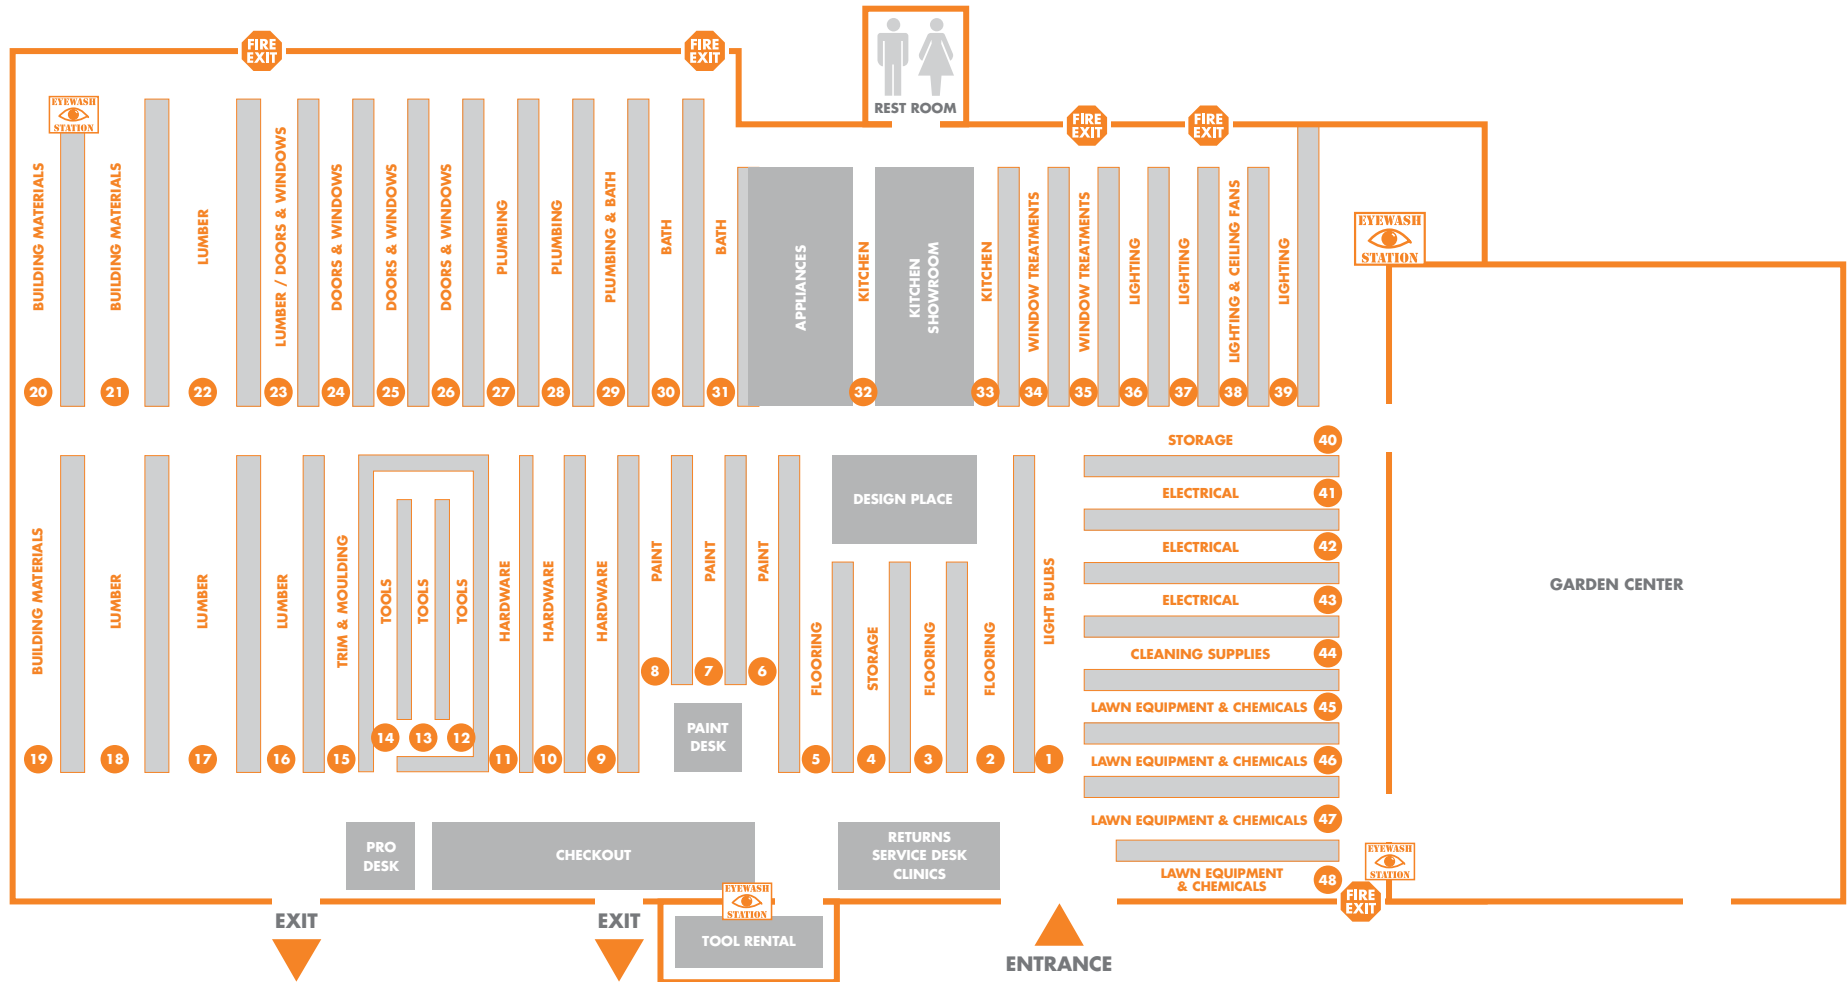 FIRE
EXIT
FIRE
EXIT
REST ROOM
FIRE
EXIT
FIRE
EXIT
EYEWASH
STATION
BUILDING MATERIALS
BUILDING MATERIALS
LUMBER
LUMBER / DOORS & WINDOWS
DOORS & WINDOWS
DOORS & WINDOWS
DOORS & WINDOWS
PLUMBING
PLUMBING
PLUMBING & BATH
BATH
BATH
APPLIANCES
KITCHEN
KITCHEN
SHOWROOM
KITCHEN
WINDOW TREATMENTS
WINDOW TREATMENTS
LIGHTING
LIGHTING
LIGHTING & CEILING FANS
LIGHTING
EYEWASH
STATION
20
21
22
23
24
25
26
27
28
29
30
31
32
33
34
35
36
37
38
39
STORAGE 40
ELECTRICAL 41
ELECTRICAL 42
ELECTRICAL 43
CLEANING SUPPLIES 44
LAWN EQUIPMENT & CHEMICALS 45
LAWN EQUIPMENT & CHEMICALS 46
LAWN EQUIPMENT & CHEMICALS 47
LAWN EQUIPMENT
& CHEMICALS 48
BUILDING MATERIALS
LUMBER
LUMBER
LUMBER
TRIM & MOULDING
TOOLS
TOOLS
TOOLS
HARDWARE
HARDWARE
HARDWARE
PAINT
PAINT
PAINT
FLOORING
STORAGE
FLOORING
FLOORING
LIGHT BULBS
DESIGN PLACE
GARDEN CENTER
8
7
6
PAINT
DESK
14
13
12
19
18
17
16
15
11
10
9
5
4
3
2
1
PRO
DESK
CHECKOUT
RETURNS
SERVICE DESK
CLINICS
EYEWASH
STATION
EYEWASH
STATION
FIRE
EXIT
EXIT
EXIT
TOOL RENTAL
ENTRANCE